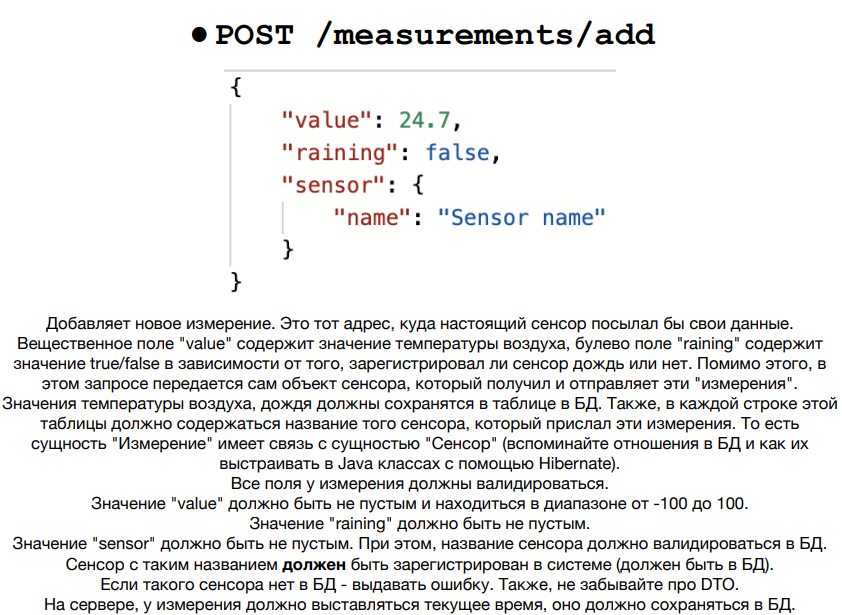 ● POST /measurements/add
{
"value": 24.7,
"raining": false,
"sensor": {
"name": "Sensor name"
}
}
Добавляет новое измерение. Это тот адрес, куда настоящий сенсор посылал бы свои данные.
Вещественное поле "value" содержит значение температуры воздуха, булево поле "raining" содержит
значение true/false в зависимости от того, зарегистрировал ли сенсор дождь или нет. Помимо этого, в
этом запросе передается сам объект сенсора, который получил и отправляет эти "измерения".
Значения температуры воздуха, дождя должны сохранятся в таблице в БД. Также, в каждой строке этой
таблицы должно содержаться название того сенсора, который прислал эти измерения. То есть
сущность "Измерение" имеет связь с сущностью "Сенсор" (вспоминайте отношения в БД и как их
выстраивать в Java классах с помощью Hibernate).
Все поля у измерения должны валидироваться.
Значение "value" должно быть не пустым и находиться в диапазоне от -100 до 100.
Значение "raining" должно быть не пустым.
Значение "sensor" должно быть не пустым. При этом, название сенсора должно валидироваться в БД.
Сенсор с таким названием должен быть зарегистрирован в системе (должен быть в БД).
Если такого сенсора нет в БД - выдавать ошибку. Также, не забывайте про DTO.
На сервере, у измерения должно выставляться текущее время, оно должно сохраняться в БД.